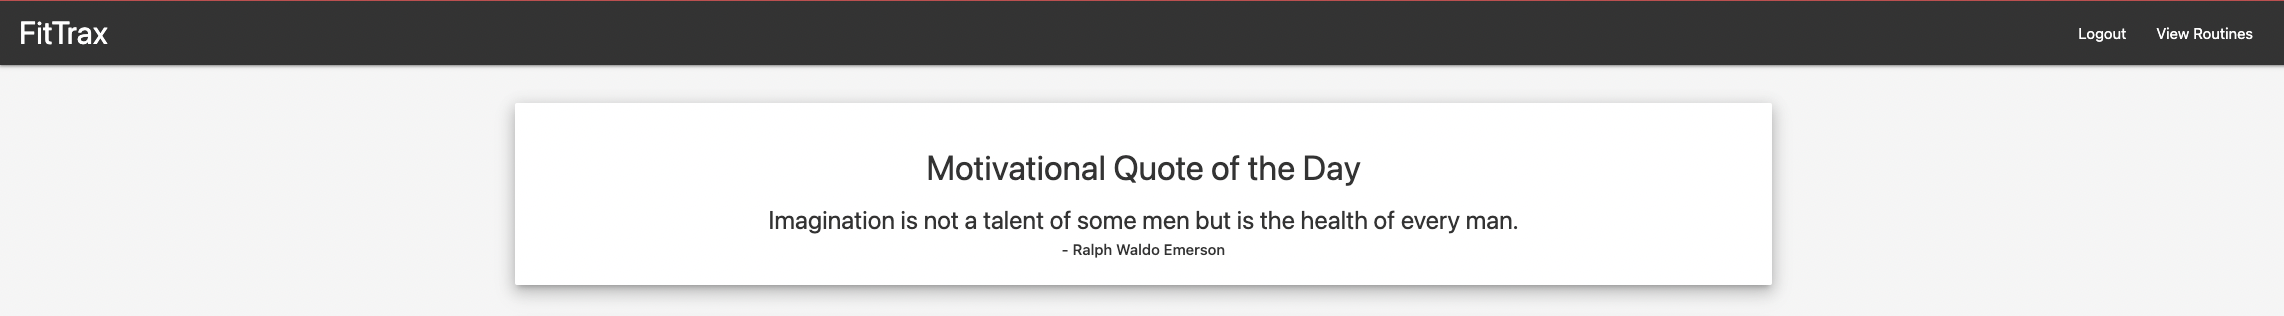 FitTrax
Logout View Routines
Motivational Quote of the Day
Imagination is not a talent of some men but is the health of every man.
- Ralph Waldo Emerson